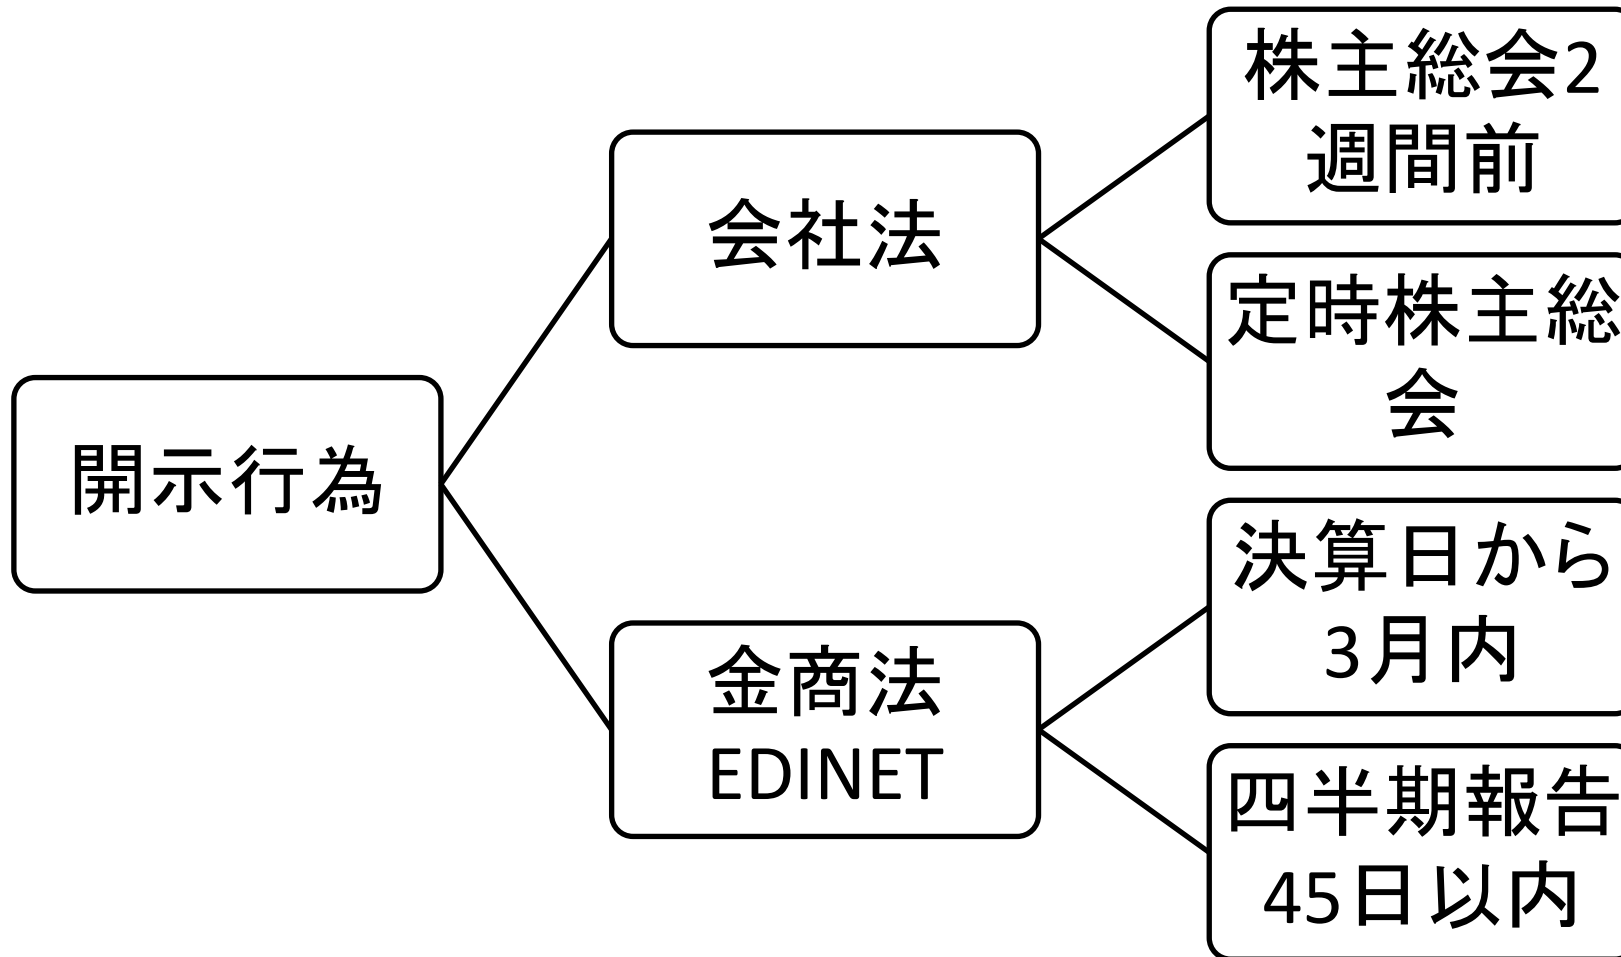 開示行為
会社法
株主総会2
週間前
定時株主総
会
金商法
EDINET
決算日から
3月内
四半期報告
45日以内